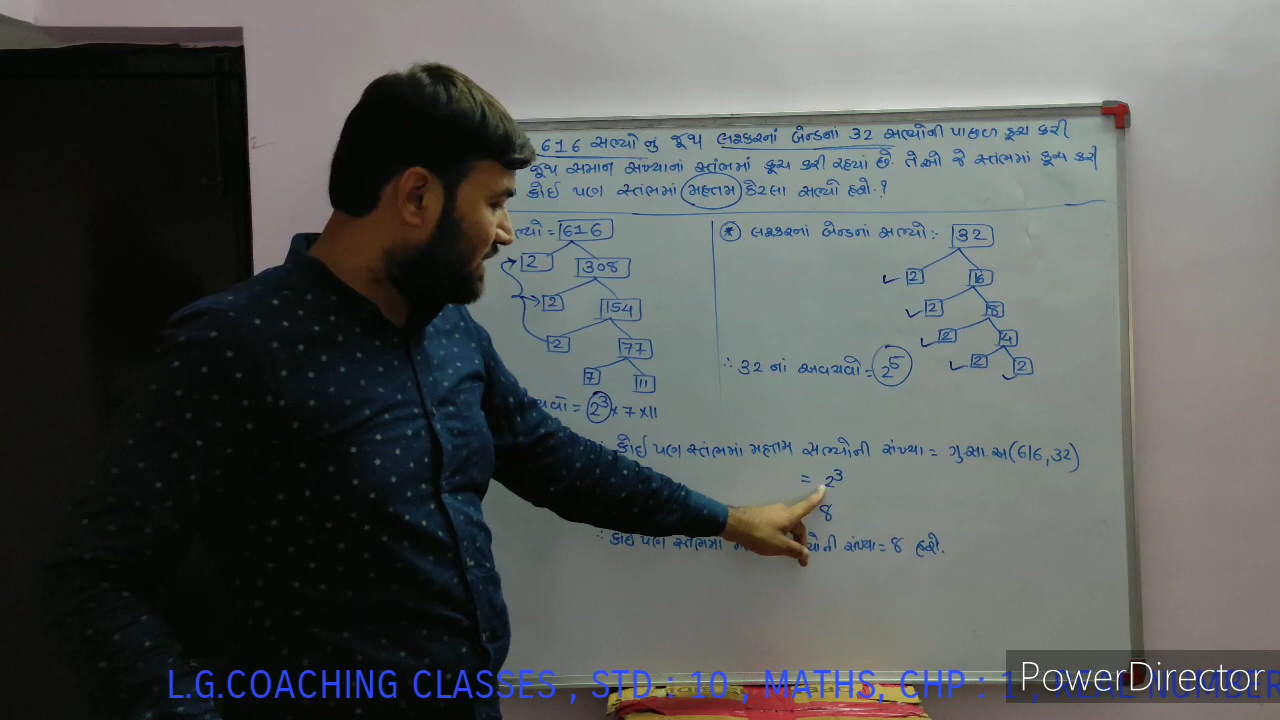 616 સભ્યો નું જૂથ લશ્કરનાં બેન્ડનાં 32 સભ્યોની પાછળ કૂચ કરી
જૂથ સમાન સંખ્યાનાં સ્તંભમાં કૂચ કરી રહ્યાં છે. તેઓ જે સ્તંભમાં કૂચ કરે
કોઈ પણ સ્તંભમાં મહત્તમ કેટલા સભ્યો હશે.?
= 616
2 308
2 154
2 77
7 11
= 2³ × 7 × 11
* લશ્કરનાં બેન્ડનાં સભ્યો: 32
2 16
2 8
2 4
2 2
∴ 32 નાં અવયવો = 2⁵
કોઈ પણ સ્તંભમાં મહત્તમ સભ્યોની સંખ્યા = ગુ.સા.અ(616, 32)
= 2³
8
∴ કોઈ પણ સ્તંભમાં સંખ્યા = 8 હશે.
L.G.COACHING CLASSES , STD : 10 , MATHS, CHP : 1
PowerDirector